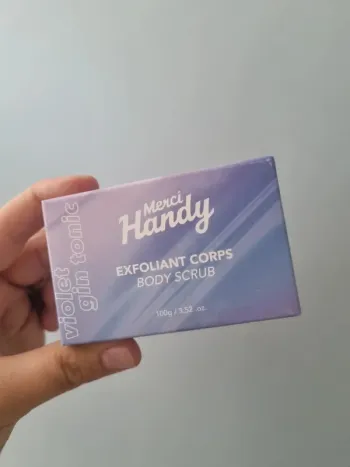 Merci
Handy
EXFOLIANT CORPS
BODY SCRUB
100g / 3.52. oz.
violet
gin tonic